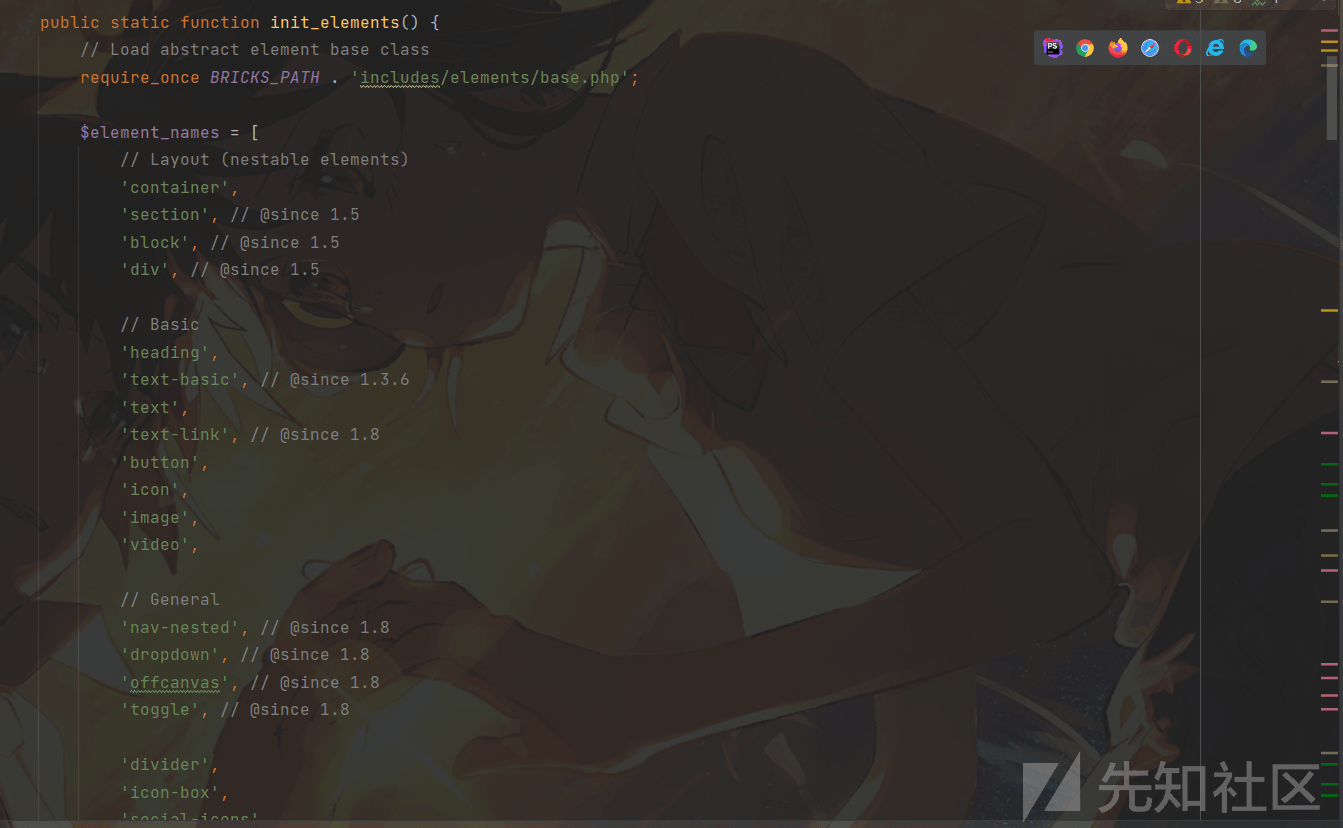 public static function init_elements() {
// Load abstract element base class
require_once BRICKS_PATH . 'includes/elements/base.php';
$element_names = [
// Layout (nestable elements)
'container',
'section', // @since 1.5
'block', // @since 1.5
'div', // @since 1.5
// Basic
'heading',
'text-basic', // @since 1.3.6
'text',
'text-link', // @since 1.8
'button',
'icon',
'image',
'video',
// General
'nav-nested', // @since 1.8
'dropdown', // @since 1.8
'offcanvas', // @since 1.8
'toggle', // @since 1.8
'divider',
'icon-box',
'social-icons'
PS
先知社区